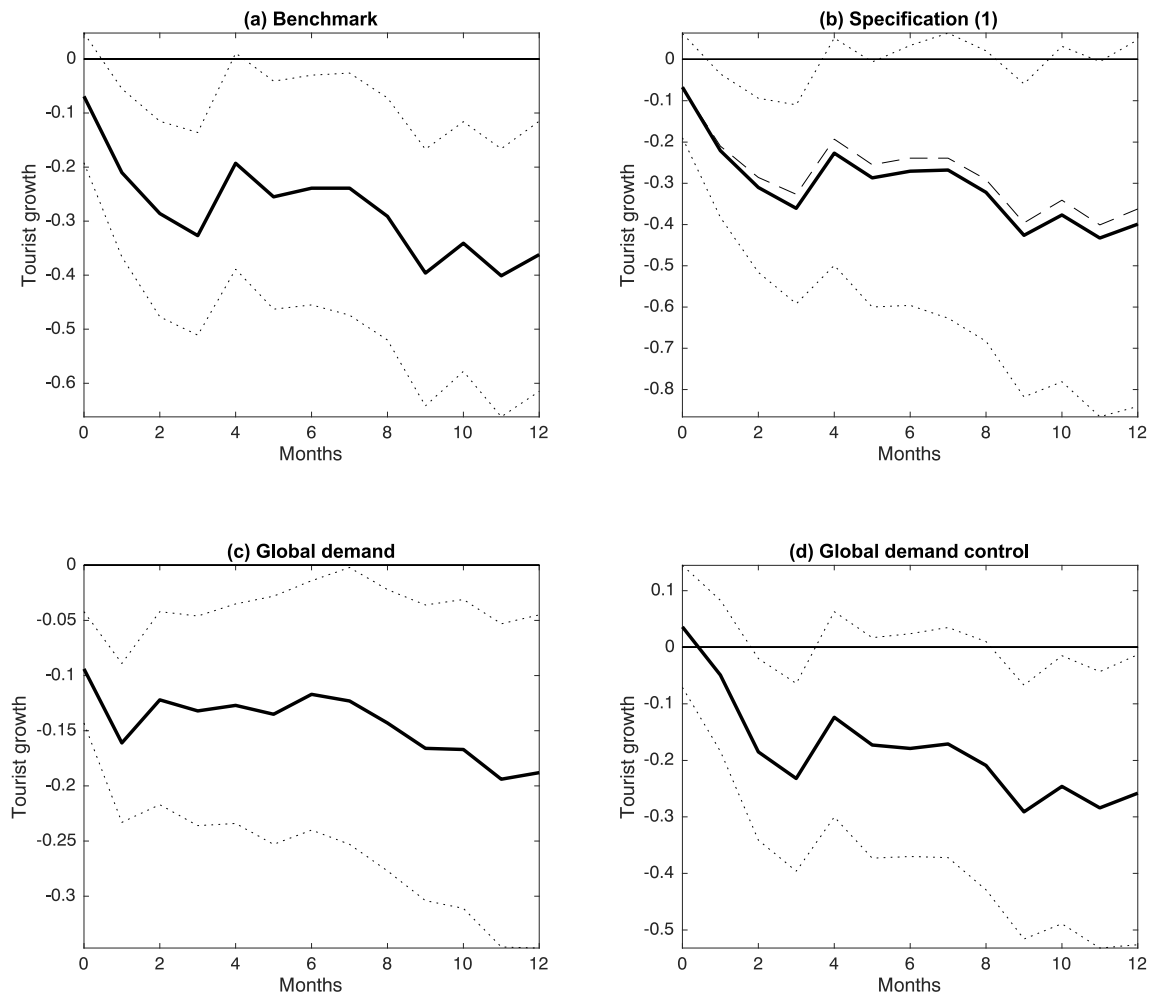 (a) Benchmark
0
-0.1
-0.2
-0.3
-0.4
-0.5
-0.6
Tourist growth
0 2 4 6 8 10 12
Months
(b) Specification (1)
0
-0.1
-0.2
-0.3
-0.4
-0.5
-0.6
-0.7
-0.8
Tourist growth
0 2 4 6 8 10 12
Months
(c) Global demand
0
-0.05
-0.1
-0.15
-0.2
-0.25
-0.3
Tourist growth
0 2 4 6 8 10 12
Months
(d) Global demand control
0.1
0
-0.1
-0.2
-0.3
-0.4
-0.5
Tourist growth
0 2 4 6 8 10 12
Months